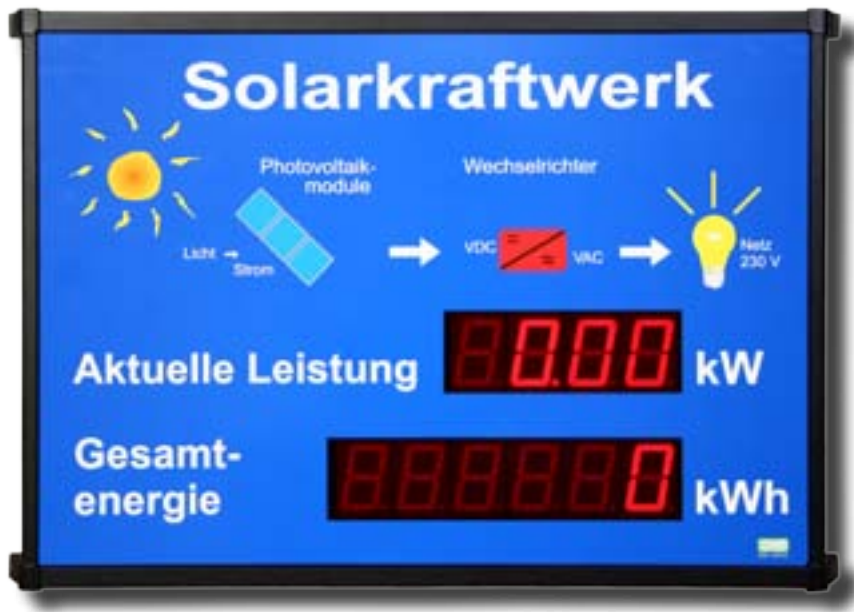 Solarkraftwerk
Photovoltaik-
module
Wechselrichter
Licht →
Strom
VDC
VAC
Netz
230 V
Aktuelle Leistung 0.00 kW
Gesamt-
energie 0 kWh